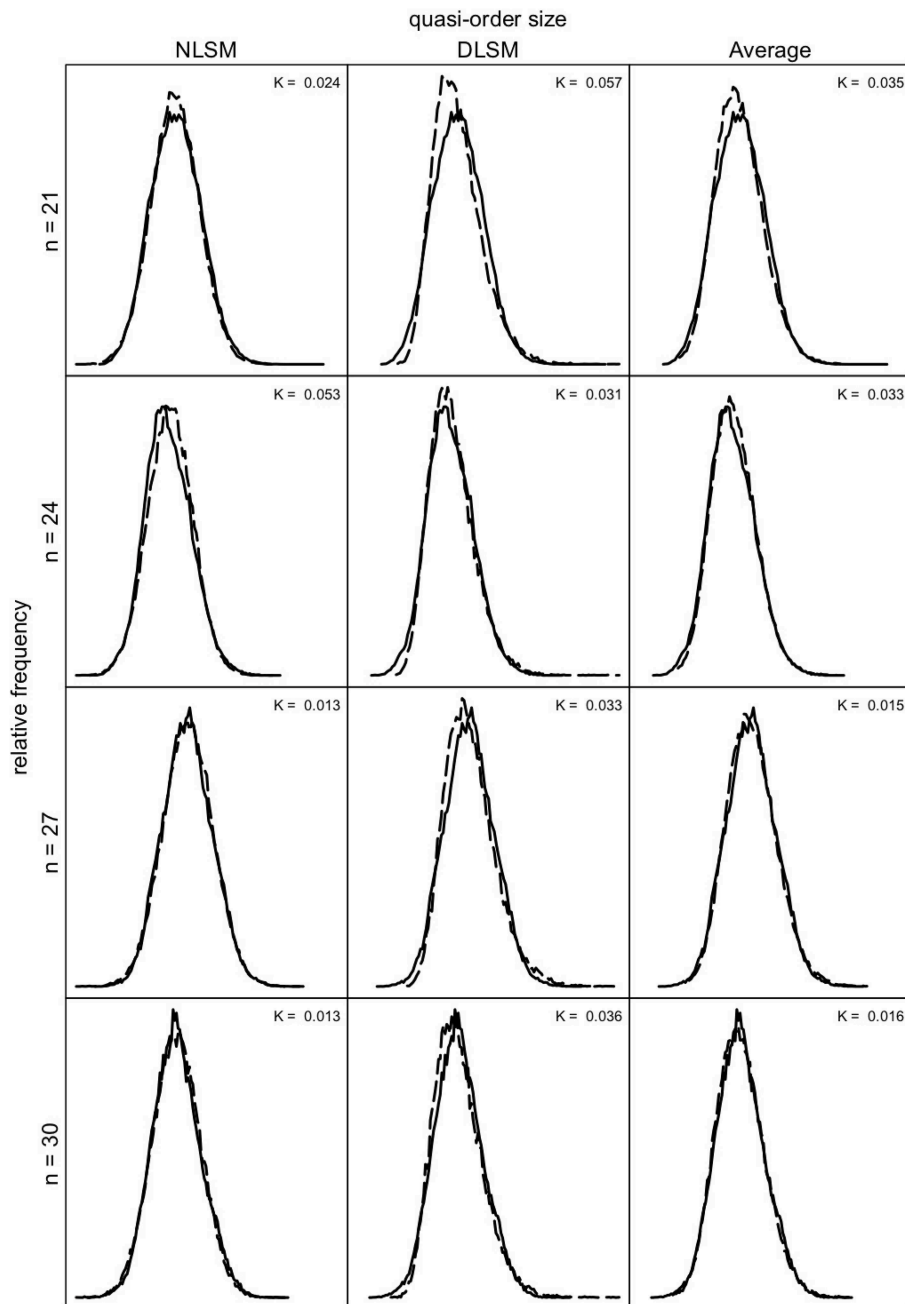 quasi-order size
NLSM DLSM Average
relative frequency
n = 21
K = 0.024 K = 0.057 K = 0.035
n = 24
K = 0.053 K = 0.031 K = 0.033
n = 27
K = 0.013 K = 0.033 K = 0.015
n = 30
K = 0.013 K = 0.036 K = 0.016